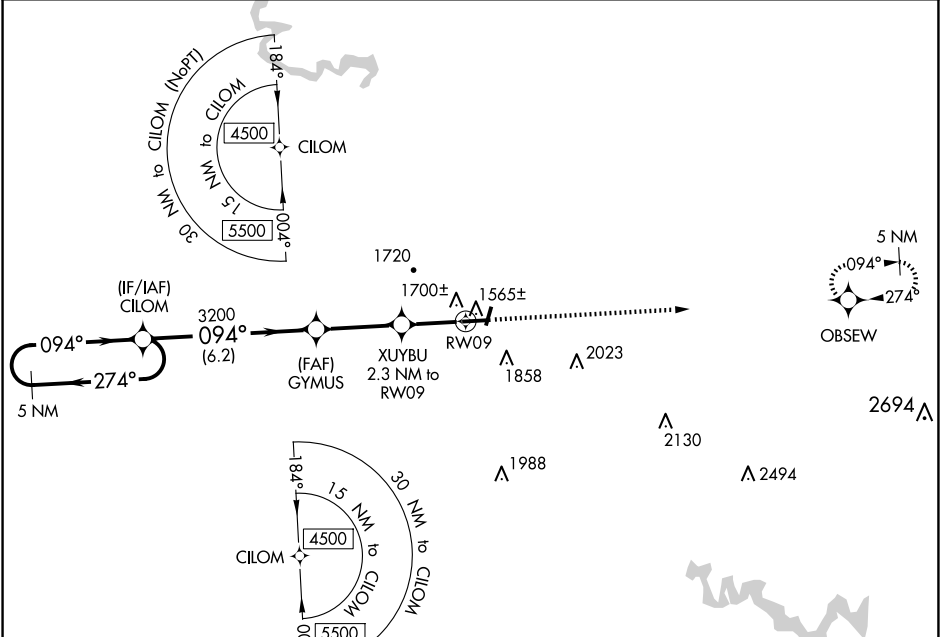 184°
30 NM to CILOM (NoPT)
15 NM to CILOM
4500
CILOM
5500
004°
1720
1700±
1565±
5 NM
094°
274°
OBSEW
(IF/IAF)
CILOM
3200
094°
(6.2)
094°
274°
5 NM
(FAF)
GYMUS
XUYBU
2.3 NM to
RW09
RW09
1858
2023
2694
2130
1988
2494
184°
15 NM to CILOM
30 NM to CILOM
4500
CILOM
5500